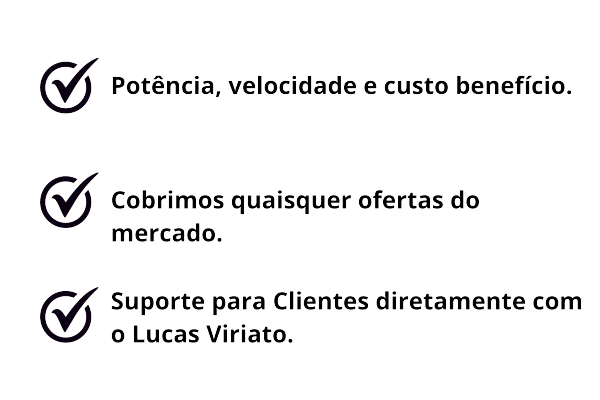 Potência, velocidade e custo benefício.
Cobrimos quaisquer ofertas do
mercado.
Suporte para Clientes diretamente com
o Lucas Viriato.